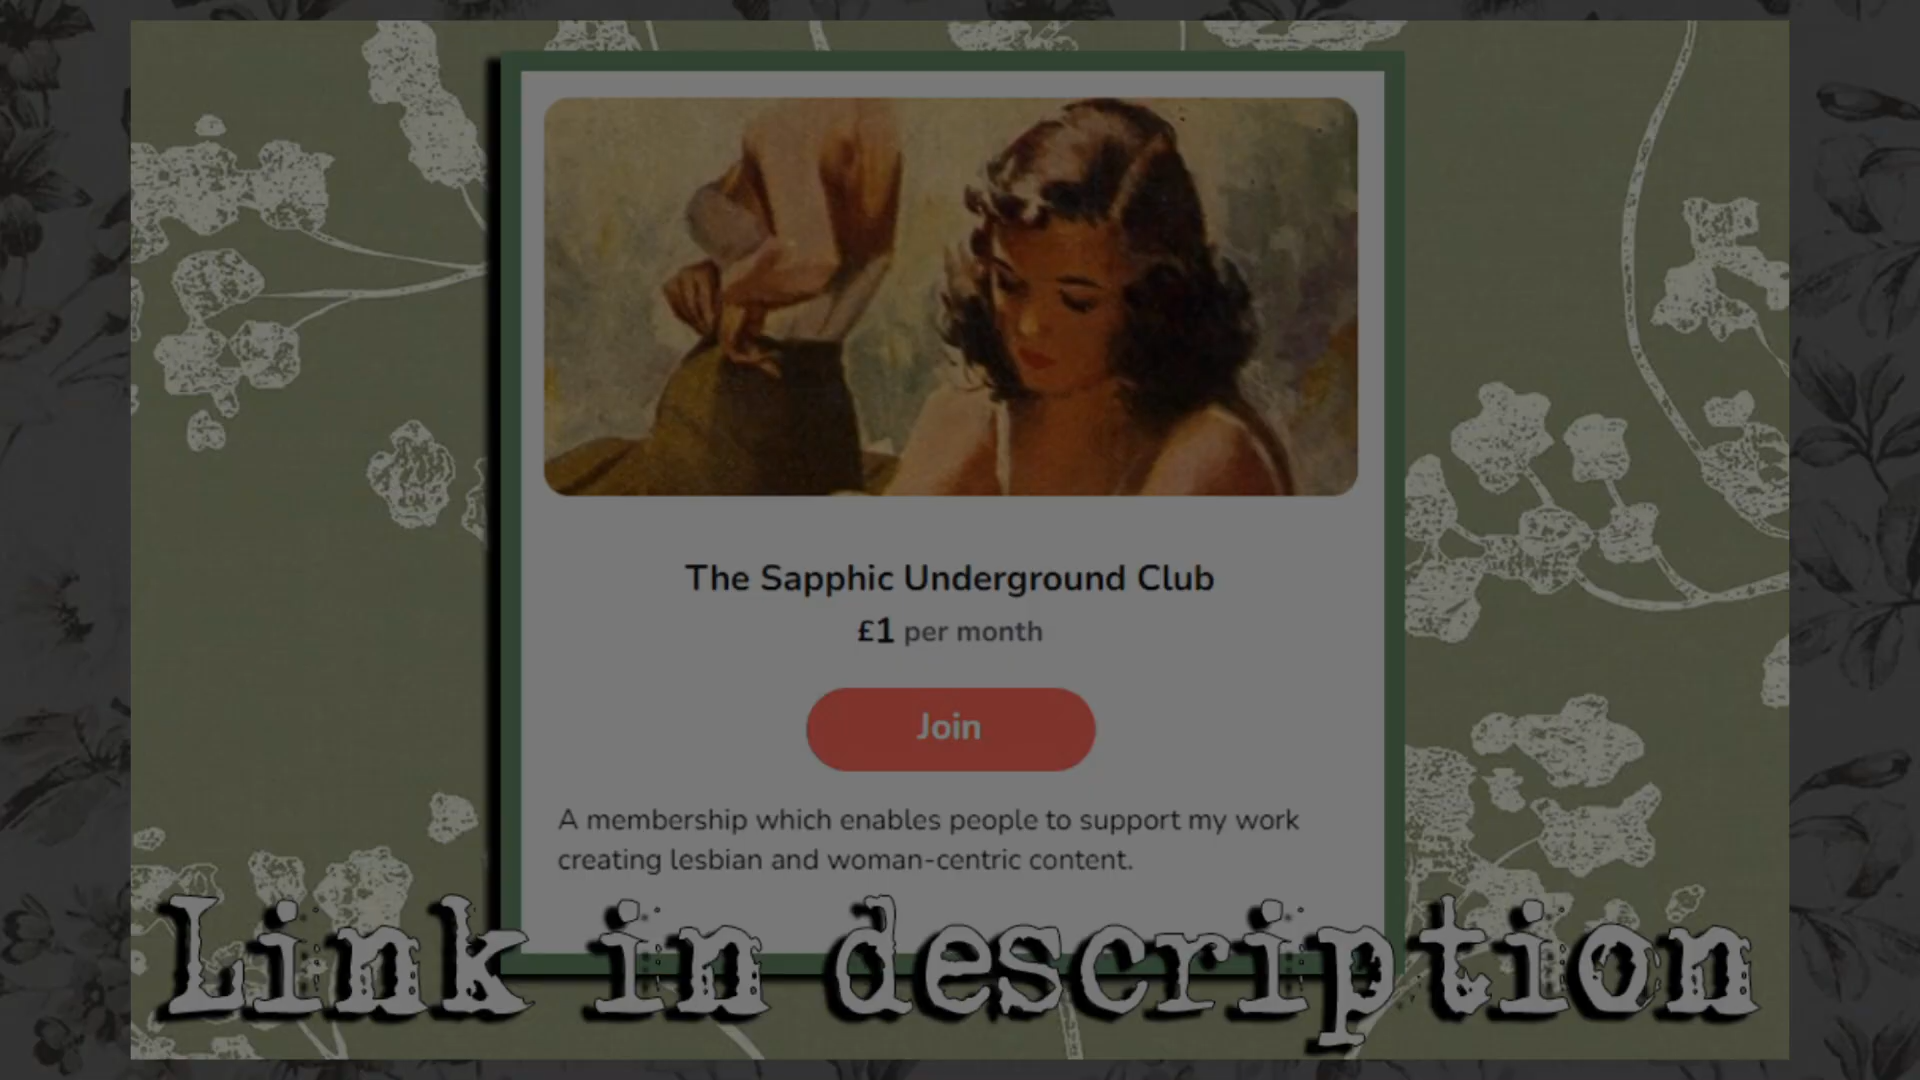 The Sapphic Underground Club
£1 per month
Join
A membership which enables people to support my work
creating lesbian and woman-centric content.
Link in description